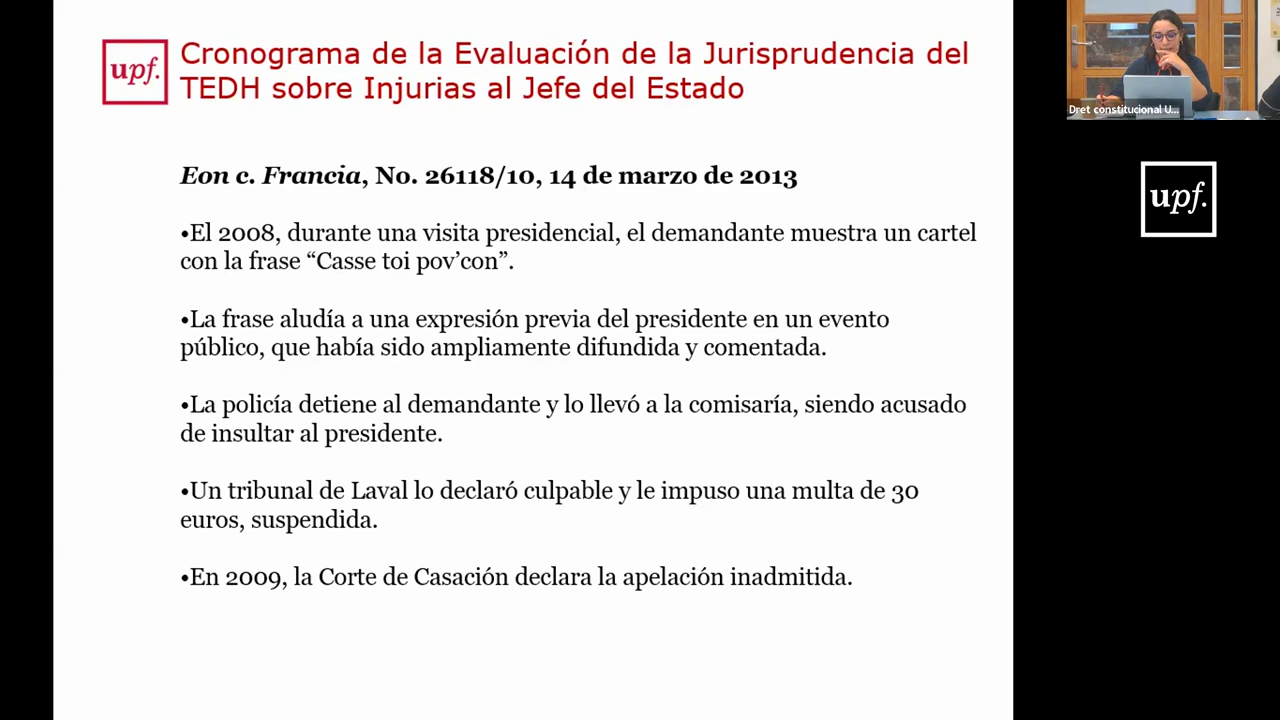 upf.
Cronograma de la Evaluación de la Jurisprudencia del
TEDH sobre Injurias al Jefe del Estado
Eon c. Francia, No. 26118/10, 14 de marzo de 2013
•El 2008, durante una visita presidencial, el demandante muestra un cartel
con la frase “Casse toi pov’con”.
•La frase aludía a una expresión previa del presidente en un evento
público, que había sido ampliamente difundida y comentada.
•La policía detiene al demandante y lo llevó a la comisaría, siendo acusado
de insultar al presidente.
•Un tribunal de Laval lo declaró culpable y le impuso una multa de 30
euros, suspendida.
•En 2009, la Corte de Casación declara la apelación inadmitida.
Dret constitucional U...
upf.